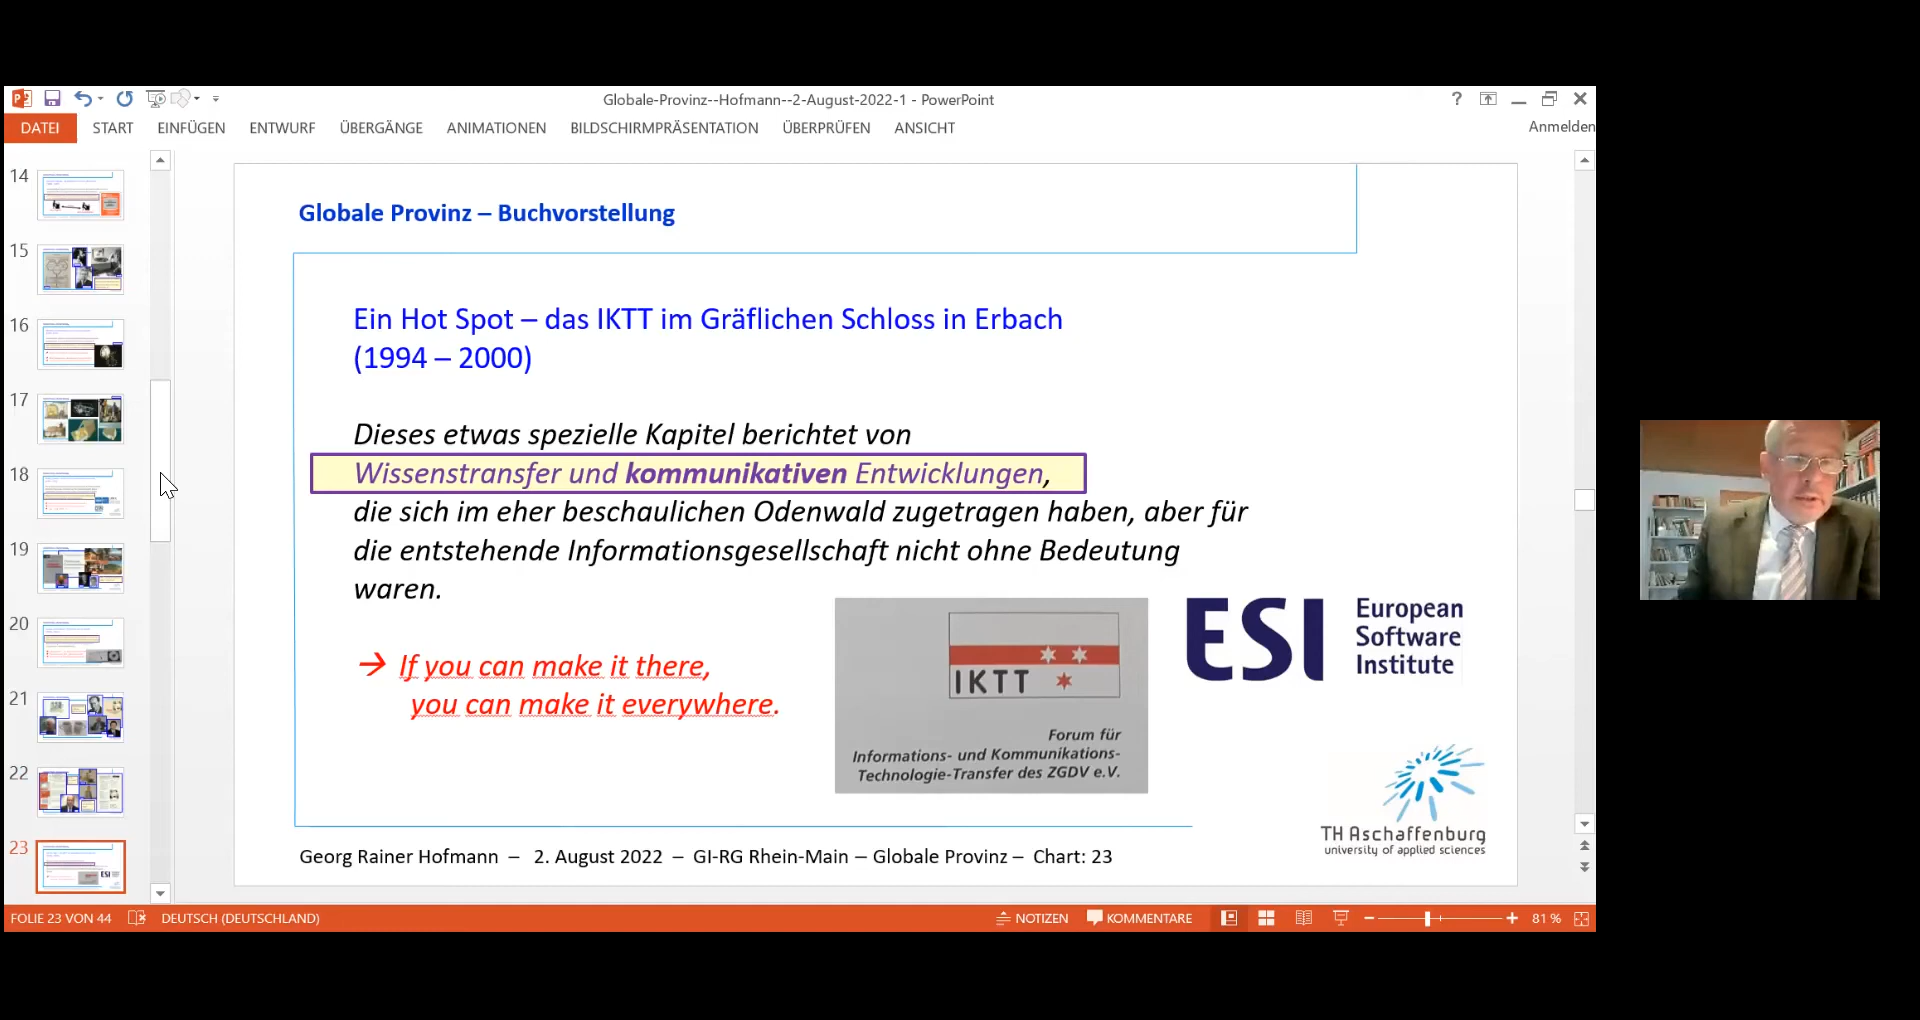 Globale-Provinz--Hofmann--2-August-2022-1 - PowerPoint
?
DATEI START EINFÜGEN ENTWURF ÜBERGÄNGE ANIMATIONEN BILDSCHIRMPRÄSENTATION ÜBERPRÜFEN ANSICHT Anmelden
14
15
16
17
18
19
20
21
22
23
Globale Provinz – Buchvorstellung
Ein Hot Spot – das IKTT im Gräflichen Schloss in Erbach
(1994 – 2000)
Dieses etwas spezielle Kapitel berichtet von
Wissenstransfer und kommunikativen Entwicklungen,
die sich im eher beschaulichen Odenwald zugetragen haben, aber für
die entstehende Informationsgesellschaft nicht ohne Bedeutung
waren.
→ If you can make it there,
you can make it everywhere.
IKTT
Forum für
Informations- und Kommunikations-
Technologie-Transfer des ZGDV e.V.
ESI
European
Software
Institute
TH Aschaffenburg
university of applied sciences
Georg Rainer Hofmann – 2. August 2022 – GI-RG Rhein-Main – Globale Provinz – Chart: 23
FOLIE 23 VON 44 DEUTSCH (DEUTSCHLAND) NOTIZEN KOMMENTARE 81 %